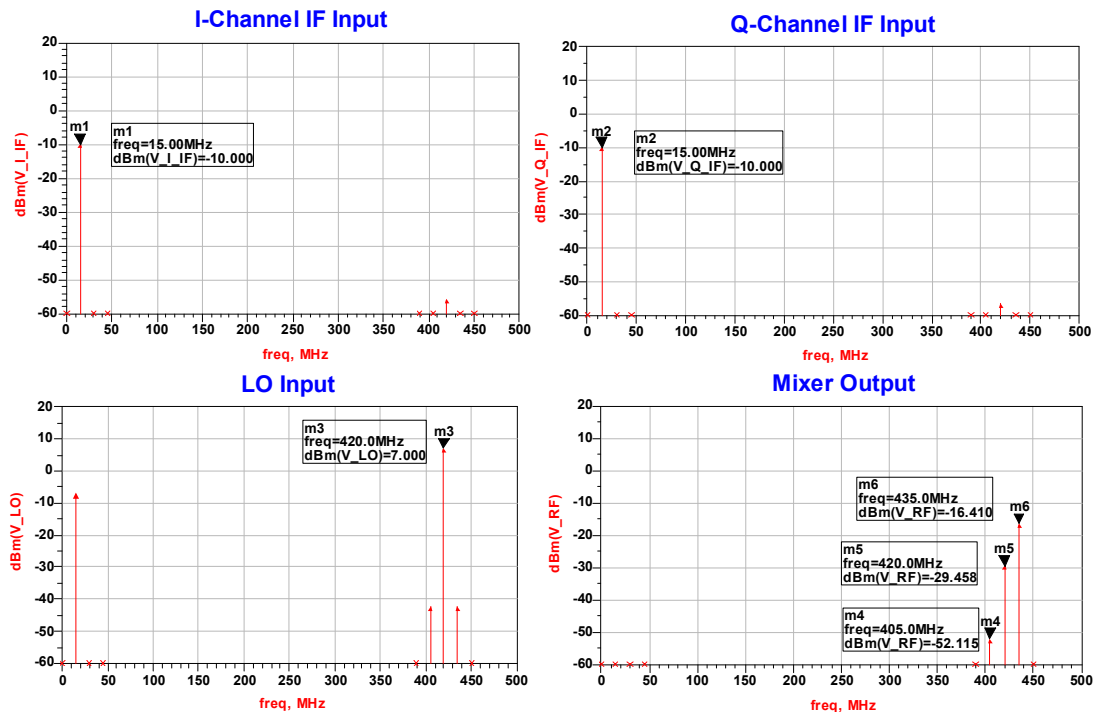 I-Channel IF Input
20
10
0
-10
-20
-30
-40
-50
-60
dBm(V_I_IF)
m1
m1
freq=15.00MHz
dBm(V_I_IF)=-10.000
0 50 100 150 200 250 300 350 400 450 500
freq, MHz
Q-Channel IF Input
20
10
0
-10
-20
-30
-40
-50
-60
dBm(V_Q_IF)
m2
m2
freq=15.00MHz
dBm(V_Q_IF)=-10.000
0 50 100 150 200 250 300 350 400 450 500
freq, MHz
LO Input
20
10
0
-10
-20
-30
-40
-50
-60
dBm(V_LO)
m3
freq=420.0MHz
dBm(V_LO)=7.000
m3
0 50 100 150 200 250 300 350 400 450 500
freq, MHz
Mixer Output
20
10
0
-10
-20
-30
-40
-50
-60
dBm(V_RF)
m6
freq=435.0MHz
dBm(V_RF)=-16.410
m6
m5
freq=420.0MHz
dBm(V_RF)=-29.458
m5
m4
freq=405.0MHz
dBm(V_RF)=-52.115
m4
0 50 100 150 200 250 300 350 400 450 500
freq, MHz